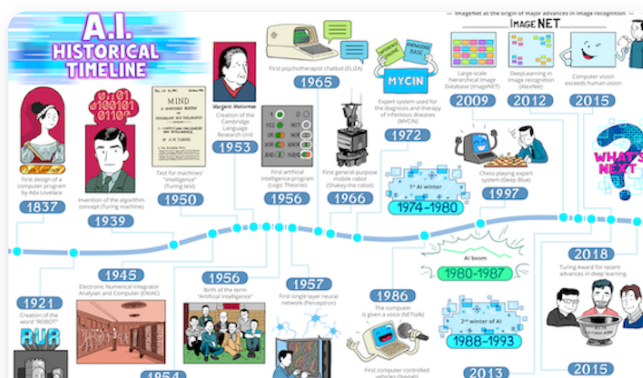 ImageNet at the origin of major advances in image recognition
IMAGENET
A.I.
HISTORICAL
TIMELINE
First design of a
computer program
by Ada Lovelace
1837
Invention of the algorithm
concept (Turing machine)
1939
MIND
Test for machines'
"intelligence"
(Turing test)
1950
Margaret Masterman
Creation of the
Cambridge
Language
Research Unit
1953
First artificial
intelligence program
(Logic Theorist)
1956
First psychotherapist chatbot (ELIZA)
1965
First general-purpose
mobile robot
(Shakey the robot)
1966
INFERENCE
ENGINE
KNOWLEDGE
BASE
MYCIN
Expert system used for
the diagnosis and therapy
of infectious diseases
(MYCIN)
1972
1st AI winter
1974-1980
Large-scale
hierarchical image
Database (ImageNET)
2009
DeepLearning in
image recognition
(AlexNet)
2012
Computer vision
exceeds human vision
2015
Chess-playing expert
system (Deep Blue)
1997
WHAT'S
NEXT
?
1921
Creation of the
word "ROBOT"
RUR
1945
Electronic Numerical Integrator
Analyser and Computer (ENIAC)
1954
1956
Birth of the term
"Artificial Intelligence"
1957
First single layer neural
network (Perceptron)
1986
The computer
is given a voice (NETtalk)
First computer controlled
AI boom
1980-1987
2nd winter of AI
1988-1993
2013
2018
Turing Award for recent
advances in deep learning
2015